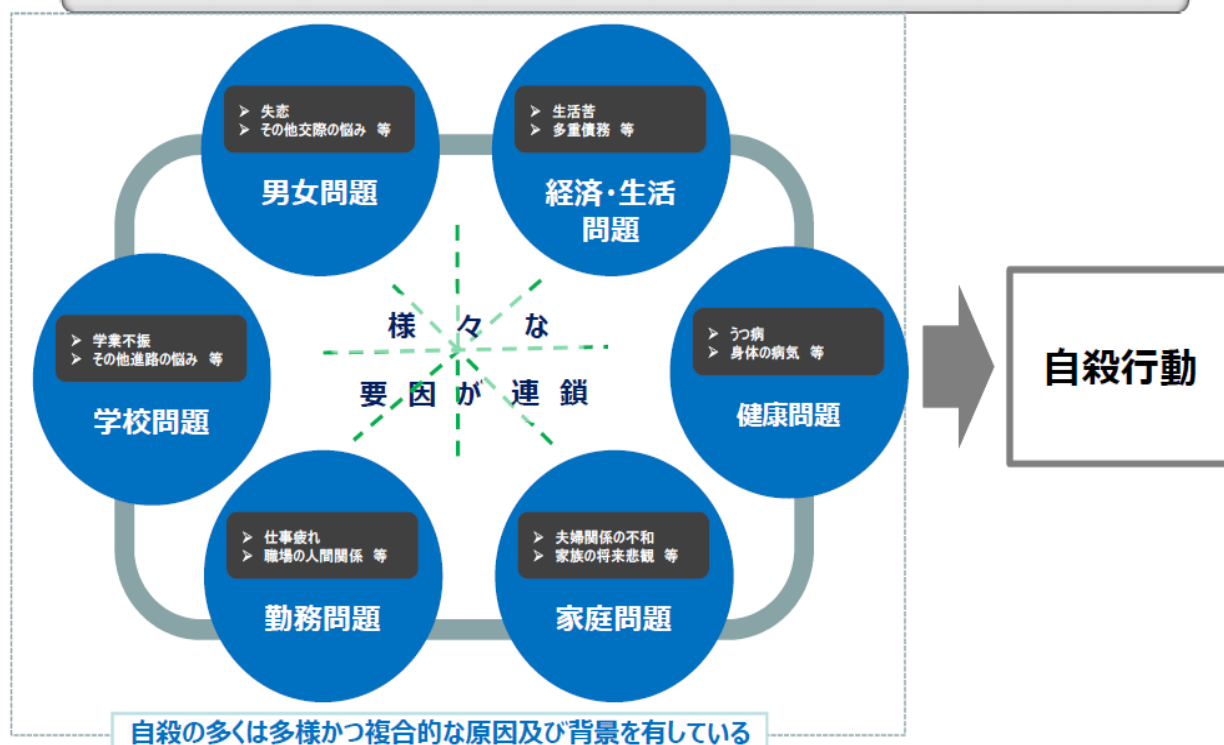 ➢ 失恋
➢ その他交際の悩み 等
男女問題
➢ 生活苦
➢ 多重債務 等
経済・生活
問題
➢ 学業不振
➢ その他進路の悩み 等
学校問題
様々な
要因が連鎖
➢ うつ病
➢ 身体の病気 等
健康問題
自殺行動
➢ 仕事疲れ
➢ 職場の人間関係 等
勤務問題
➢ 夫婦関係の不和
➢ 家族の将来悲観 等
家庭問題
自殺の多くは多様かつ複合的な原因及び背景を有している